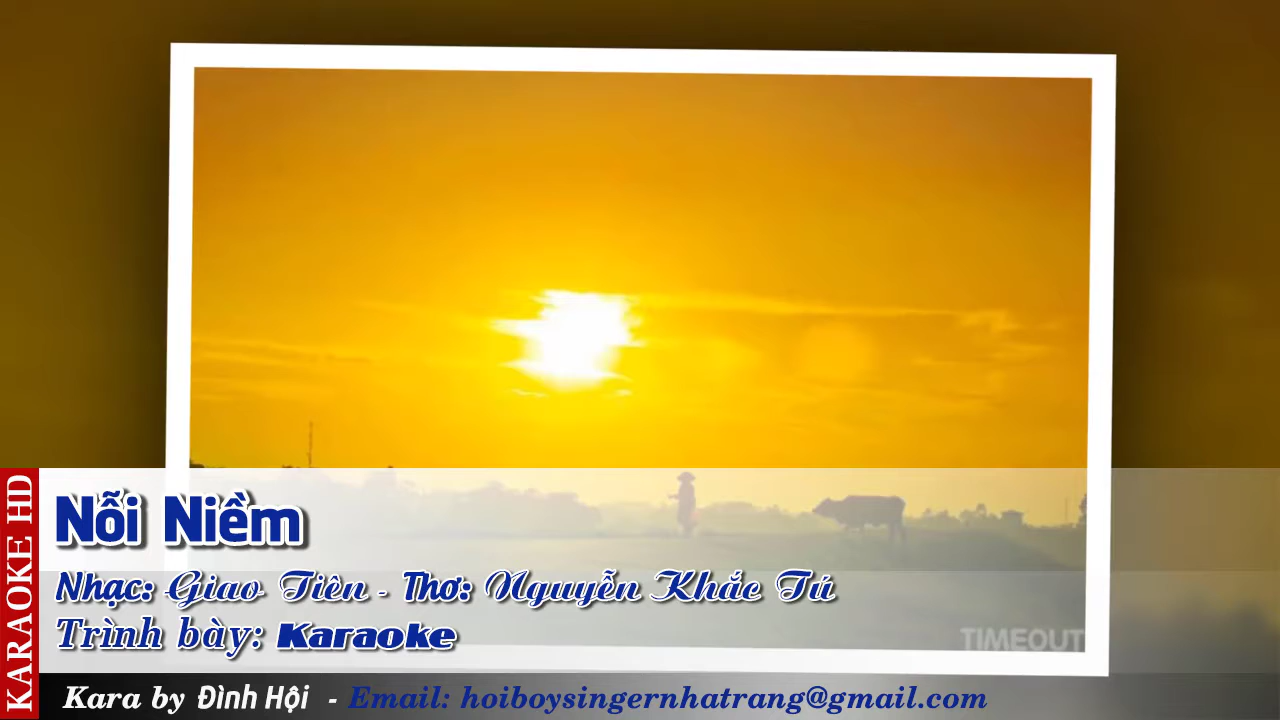 TIMEOUT
KARAOKE HD
Nỗi Niềm
Nhạc: Giao Tiên - Thơ: Nguyễn Khắc Tú
Trình bày: Karaoke
Kara by Đình Hội - Email: hoiboysingernhatrang@gmail.com